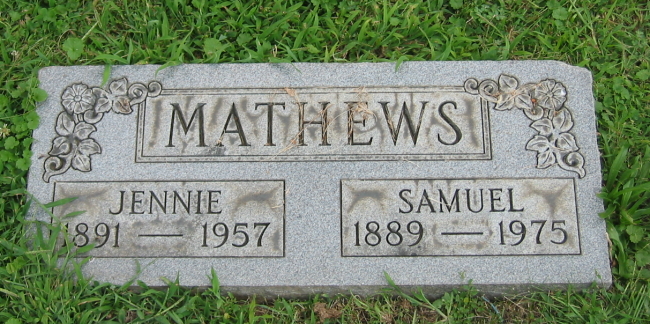 MATHEWS
JENNIE
1891 — 1957
SAMUEL
1889 — 1975